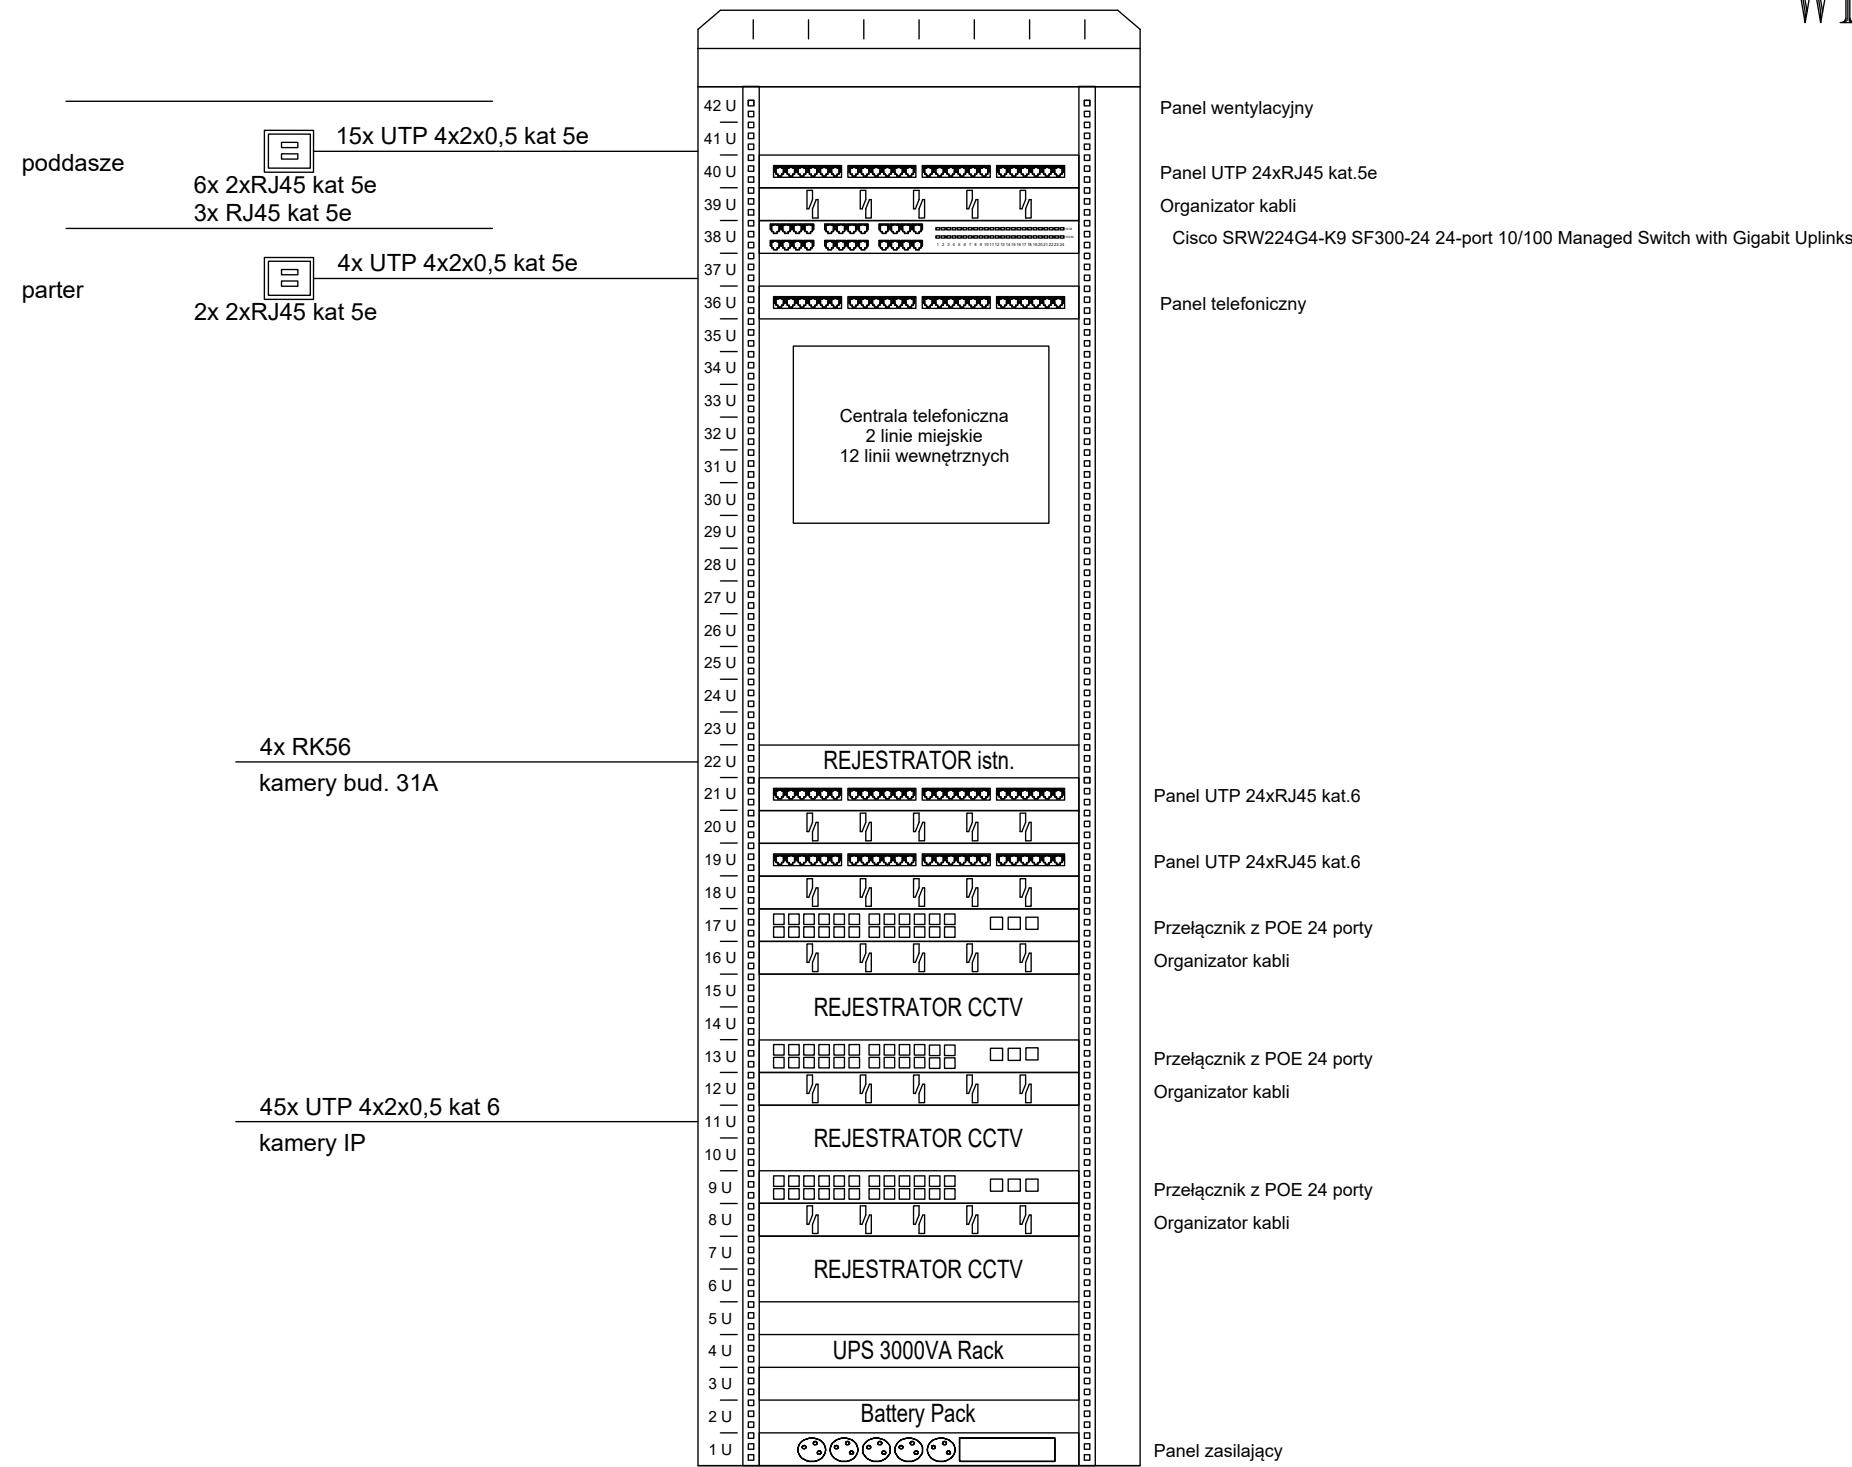 42 U Panel wentylacyjny
15x UTP 4x2x0,5 kat 5e
41 U
poddasze
40 U Panel UTP 24xRJ45 kat.5e
6x 2xRJ45 kat 5e
39 U Organizator kabli
3x RJ45 kat 5e
38 U Cisco SRW224G4-K9 SF300-24 24-port 10/100 Managed Switch with Gigabit Uplinks
4x UTP 4x2x0,5 kat 5e
37 U
parter
36 U Panel telefoniczny
2x 2xRJ45 kat 5e
35 U
34 U
33 U
Centrala telefoniczna
2 linie miejskie
12 linii wewnętrznych
32 U
31 U
30 U
29 U
28 U
27 U
26 U
25 U
24 U
23 U
4x RK56
22 U REJESTRATOR istn.
kamery bud. 31A
21 U Panel UTP 24xRJ45 kat.6
20 U
19 U Panel UTP 24xRJ45 kat.6
18 U
17 U Przełącznik z POE 24 porty
16 U Organizator kabli
15 U
REJESTRATOR CCTV
14 U
13 U Przełącznik z POE 24 porty
12 U Organizator kabli
45x UTP 4x2x0,5 kat 6
11 U
REJESTRATOR CCTV
kamery IP
10 U
9 U Przełącznik z POE 24 porty
8 U Organizator kabli
7 U
REJESTRATOR CCTV
6 U
5 U
4 U UPS 3000VA Rack
3 U
2 U Battery Pack
1 U Panel zasilający